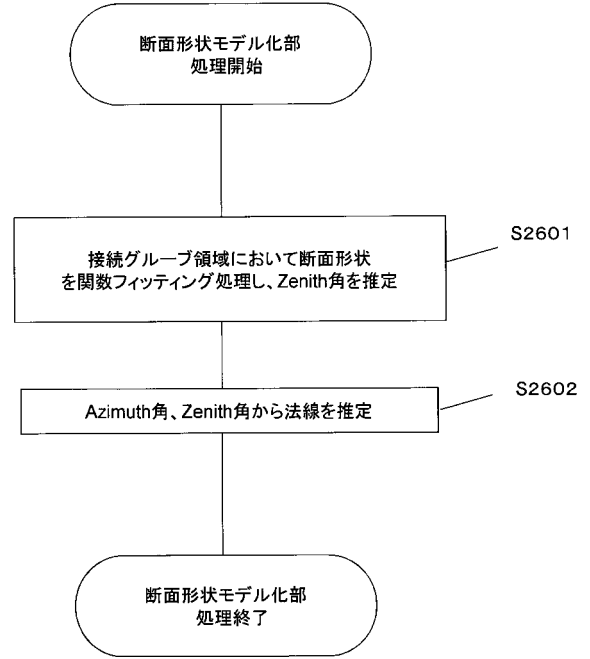 断面形状モデル化部
処理開始
S2601
接続グループ領域において断面形状
を関数フィッティング処理し、Zenith角を推定
S2602
Azimuth角、Zenith角から法線を推定
断面形状モデル化部
処理終了